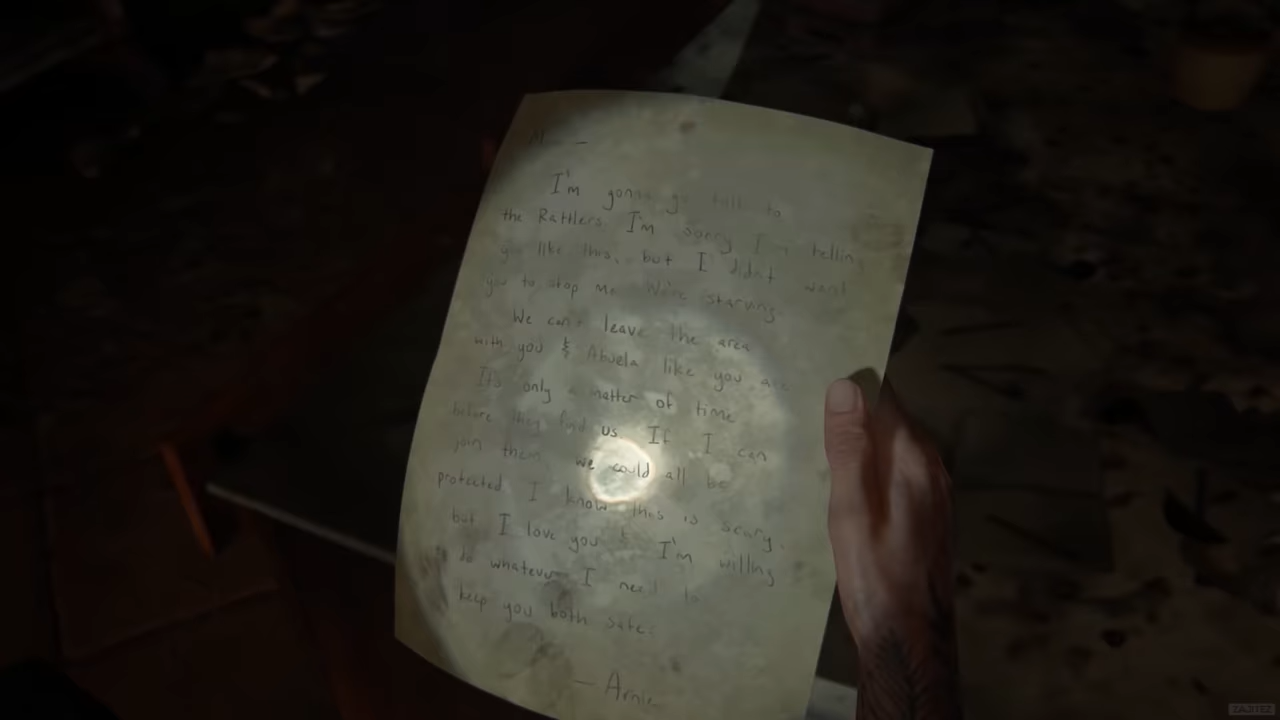 M —
I'm gonna go talk to
the Rattlers. I'm sorry I'm telling
you like this, but I didn't want
you to stop me. We're starving.
We can't leave the area
with you & Abuela like you are.
It's only a matter of time
before they find us. If I can
join them, we could all be
protected. I know this is scary,
but I love you & I'm willing
to do whatever I need to
keep you both safe.
— Arnie